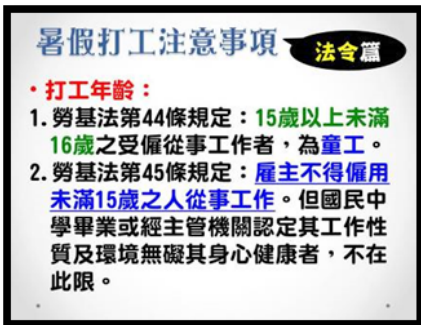 暑假打工注意事項 法令篇
•打工年齡：
1.勞基法第44條規定：15歲以上未滿
16歲之受僱從事工作者，為童工。
2.勞基法第45條規定：雇主不得僱用
未滿15歲之人從事工作。但國民中
學畢業或經主管機關認定其工作性
質及環境無礙其身心健康者，不在
此限。